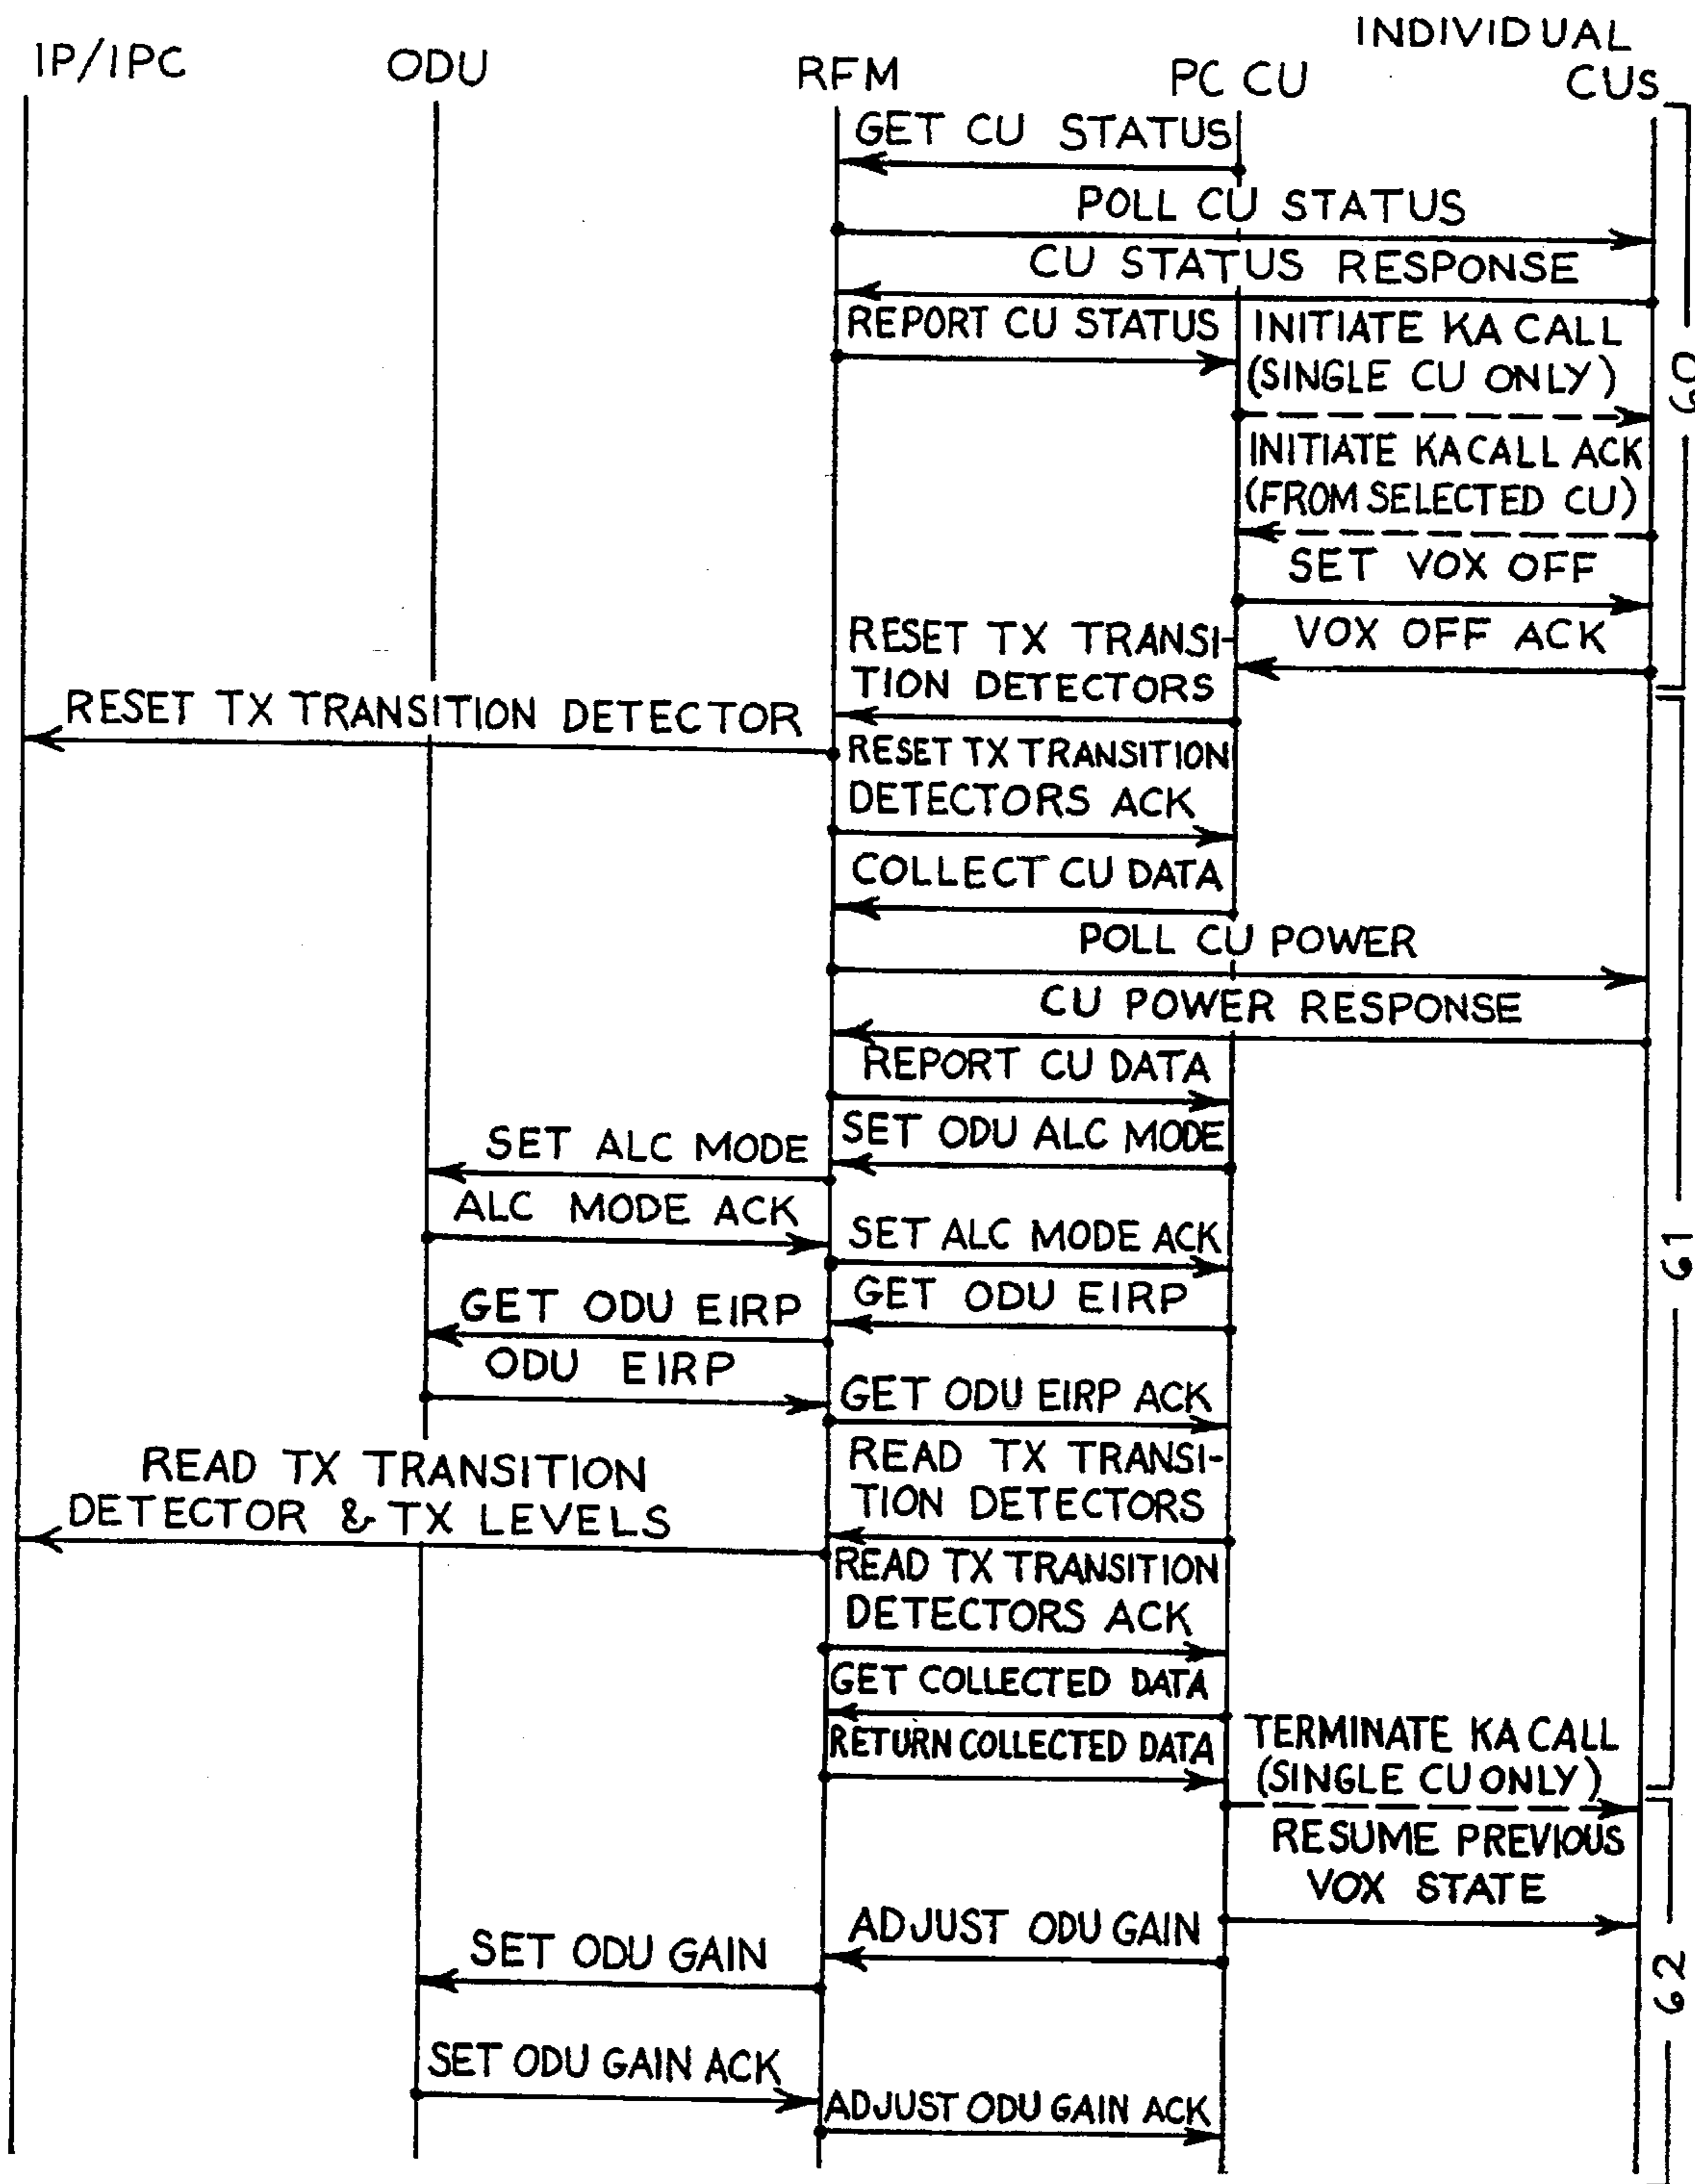 INDIVIDUAL
IP/IPC ODU RFM PC CU CUs
GET CU STATUS
POLL CU STATUS
CU STATUS RESPONSE
REPORT CU STATUS
INITIATE KA CALL
(SINGLE CU ONLY)
60
INITIATE KA CALL ACK
(FROM SELECTED CU)
SET VOX OFF
VOX OFF ACK
RESET TX TRANSI-
TION DETECTORS
RESET TX TRANSITION DETECTOR
RESET TX TRANSITION
DETECTORS ACK
COLLECT CU DATA
POLL CU POWER
CU POWER RESPONSE
REPORT CU DATA
SET ODU ALC MODE
SET ALC MODE
ALC MODE ACK
SET ALC MODE ACK
61
GET ODU EIRP
GET ODU EIRP
ODU EIRP
GET ODU EIRP ACK
READ TX TRANSI-
TION DETECTORS
READ TX TRANSITION
DETECTOR & TX LEVELS
READ TX TRANSITION
DETECTORS ACK
GET COLLECTED DATA
RETURN COLLECTED DATA
TERMINATE KA CALL
(SINGLE CU ONLY)
RESUME PREVIOUS
VOX STATE
ADJUST ODU GAIN
SET ODU GAIN
62
SET ODU GAIN ACK
ADJUST ODU GAIN ACK